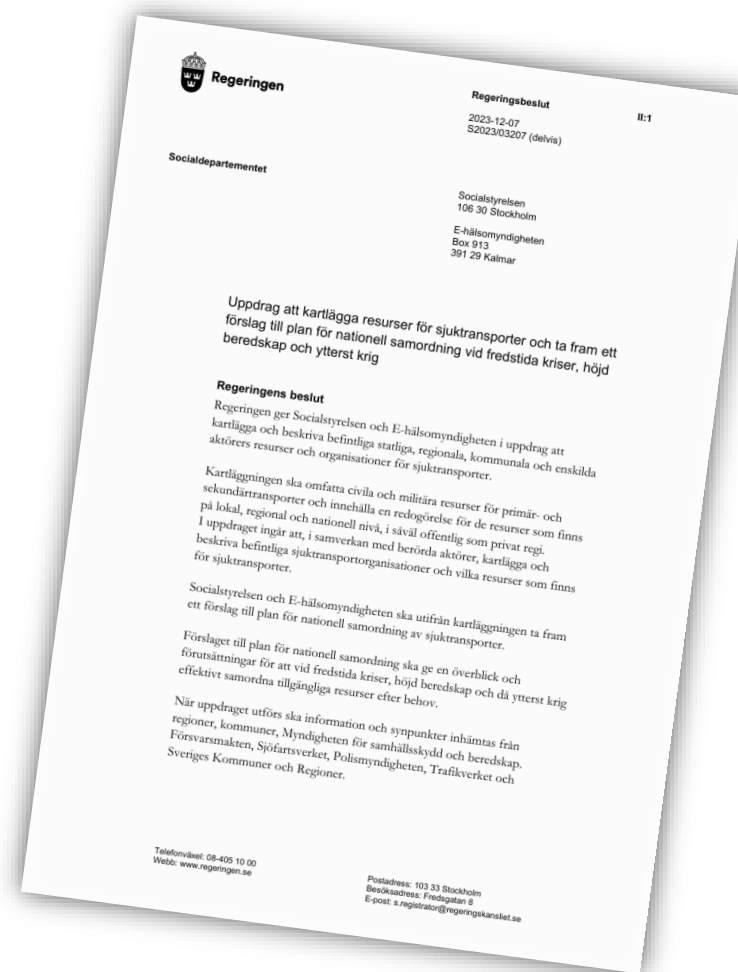 Regeringen
Regeringsbeslut
II:1
2023-12-07
S2023/03207 (delvis)
Socialdepartementet
Socialstyrelsen
106 30 Stockholm
E-hälsomyndigheten
Box 913
391 29 Kalmar
Uppdrag att kartlägga resurser för sjuktransporter och ta fram ett
förslag till plan för nationell samordning vid fredstida kriser, höjd
beredskap och ytterst krig
Regeringens beslut
Regeringen ger Socialstyrelsen och E-hälsomyndigheten i uppdrag att
kartlägga och beskriva befintliga statliga, regionala, kommunala och enskilda
aktörers resurser och organisationer för sjuktransporter.
Kartläggningen ska omfatta civila och militära resurser för primär- och
sekundärtransporter och innehålla en redogörelse för de resurser som finns
på lokal, regional och nationell nivå, i såväl offentlig som privat regi.
I uppdraget ingår att, i samverkan med berörda aktörer, kartlägga och
beskriva befintliga sjuktransportorganisationer och vilka resurser som finns
för sjuktransporter.
Socialstyrelsen och E-hälsomyndigheten ska utifrån kartläggningen ta fram
ett förslag till plan för nationell samordning av sjuktransporter.
Förslaget till plan för nationell samordning ska ge en överblick och
förutsättningar för att vid fredstida kriser, höjd beredskap och då ytterst krig
effektivt samordna tillgängliga resurser efter behov.
När uppdraget utförs ska information och synpunkter inhämtas från
regioner, kommuner, Myndigheten för samhällsskydd och beredskap.
Försvarsmakten, Sjöfartsverket, Polismyndigheten, Trafikverket och
Sveriges Kommuner och Regioner.
Telefonväxel: 08-405 10 00
Webb: www.regeringen.se
Postadress: 103 33 Stockholm
Besöksadress: Fredsgatan 8
E-post: s.registrator@regeringskansliet.se